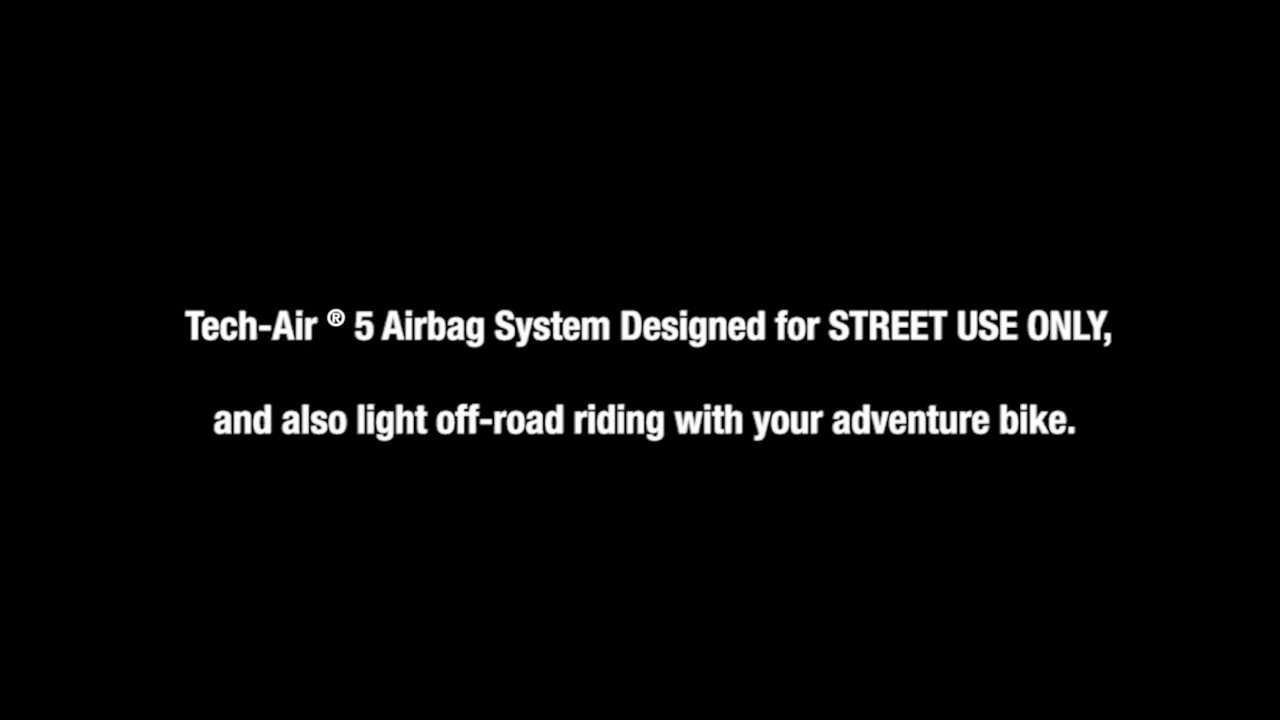 Tech-Air ® 5 Airbag System Designed for STREET USE ONLY,
and also light off-road riding with your adventure bike.